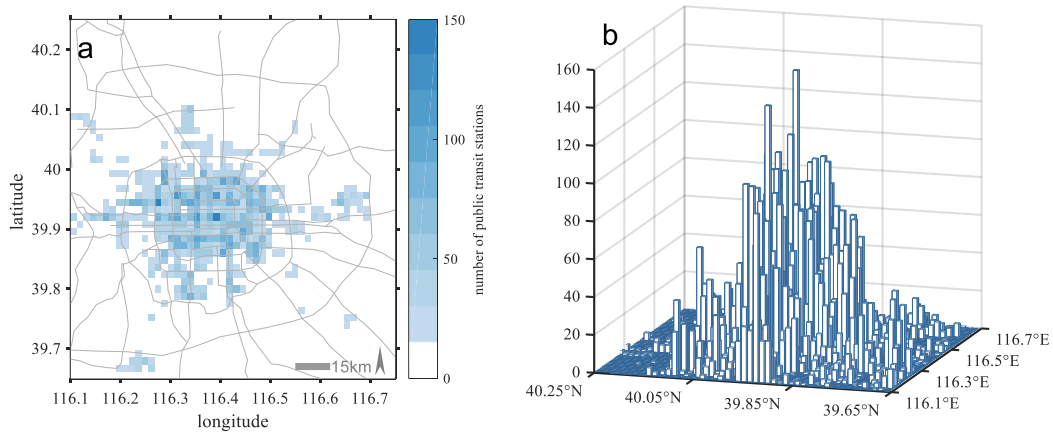 a
40.2
40.1
40
39.9
39.8
39.7
latitude
116.1 116.2 116.3 116.4 116.5 116.6 116.7
longitude
15km
150
100
50
0
number of public transit stations
b
160
140
120
100
80
60
40
20
0
40.25°N
40.05°N
39.85°N
39.65°N
116.1°E
116.3°E
116.5°E
116.7°E